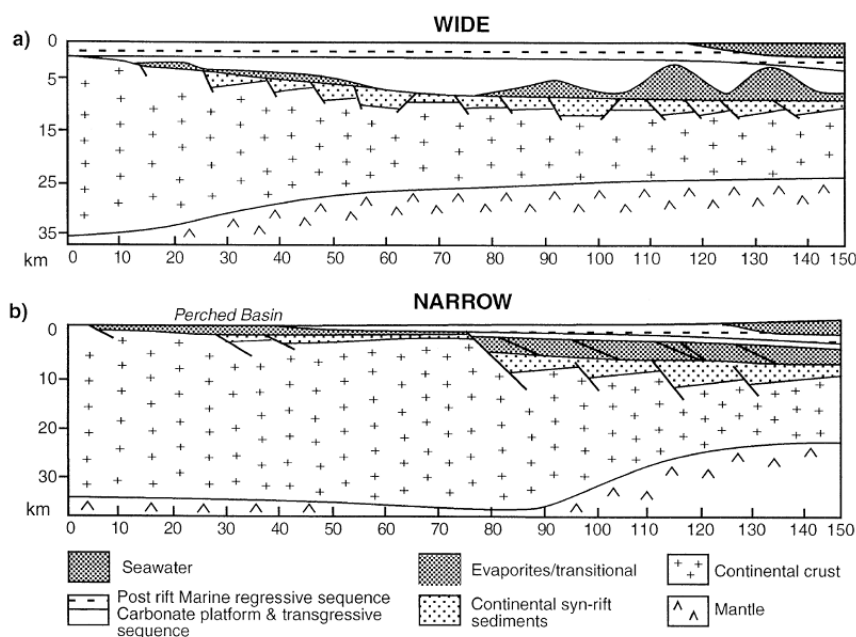 WIDE
a)
0
5
15
25
35
km
0 10 20 30 40 50 60 70 80 90 100 110 120 130 140 150
NARROW
b)
Perched Basin
0
10
20
30
km
0 10 20 30 40 50 60 70 80 90 100 110 120 130 140 150
Seawater
Evaporites/transitional
Continental crust
Post rift Marine regressive sequence
Carbonate platform & transgressive
sequence
Continental syn-rift
sediments
Mantle